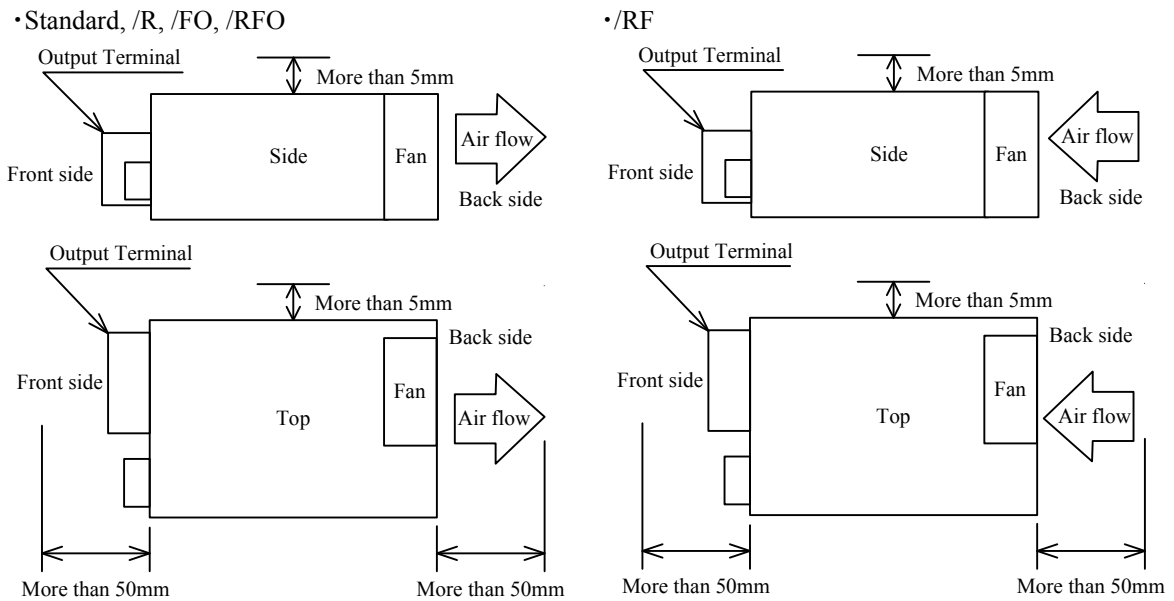 ・Standard, /R, /FO, /RFO
Output Terminal
More than 5mm
Side
Fan
Air flow
Front side
Back side
Output Terminal
More than 5mm
Back side
Front side
Fan
Top
Air flow
More than 50mm
More than 50mm
・/RF
Output Terminal
More than 5mm
Side
Fan
Air flow
Front side
Back side
Output Terminal
More than 5mm
Back side
Front side
Fan
Top
Air flow
More than 50mm
More than 50mm